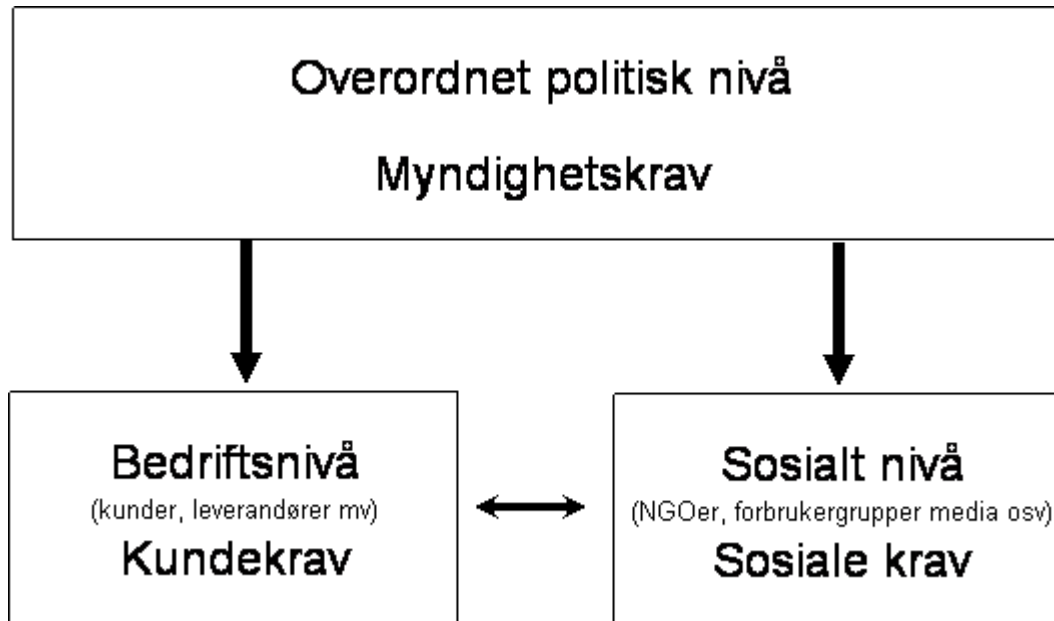 Overordnet politisk nivå
Myndighetskrav
Bedriftsnivå
(kunder, leverandører mv)
Kundekrav
Sosialt nivå
(NGOer, forbrukergrupper media osv)
Sosiale krav